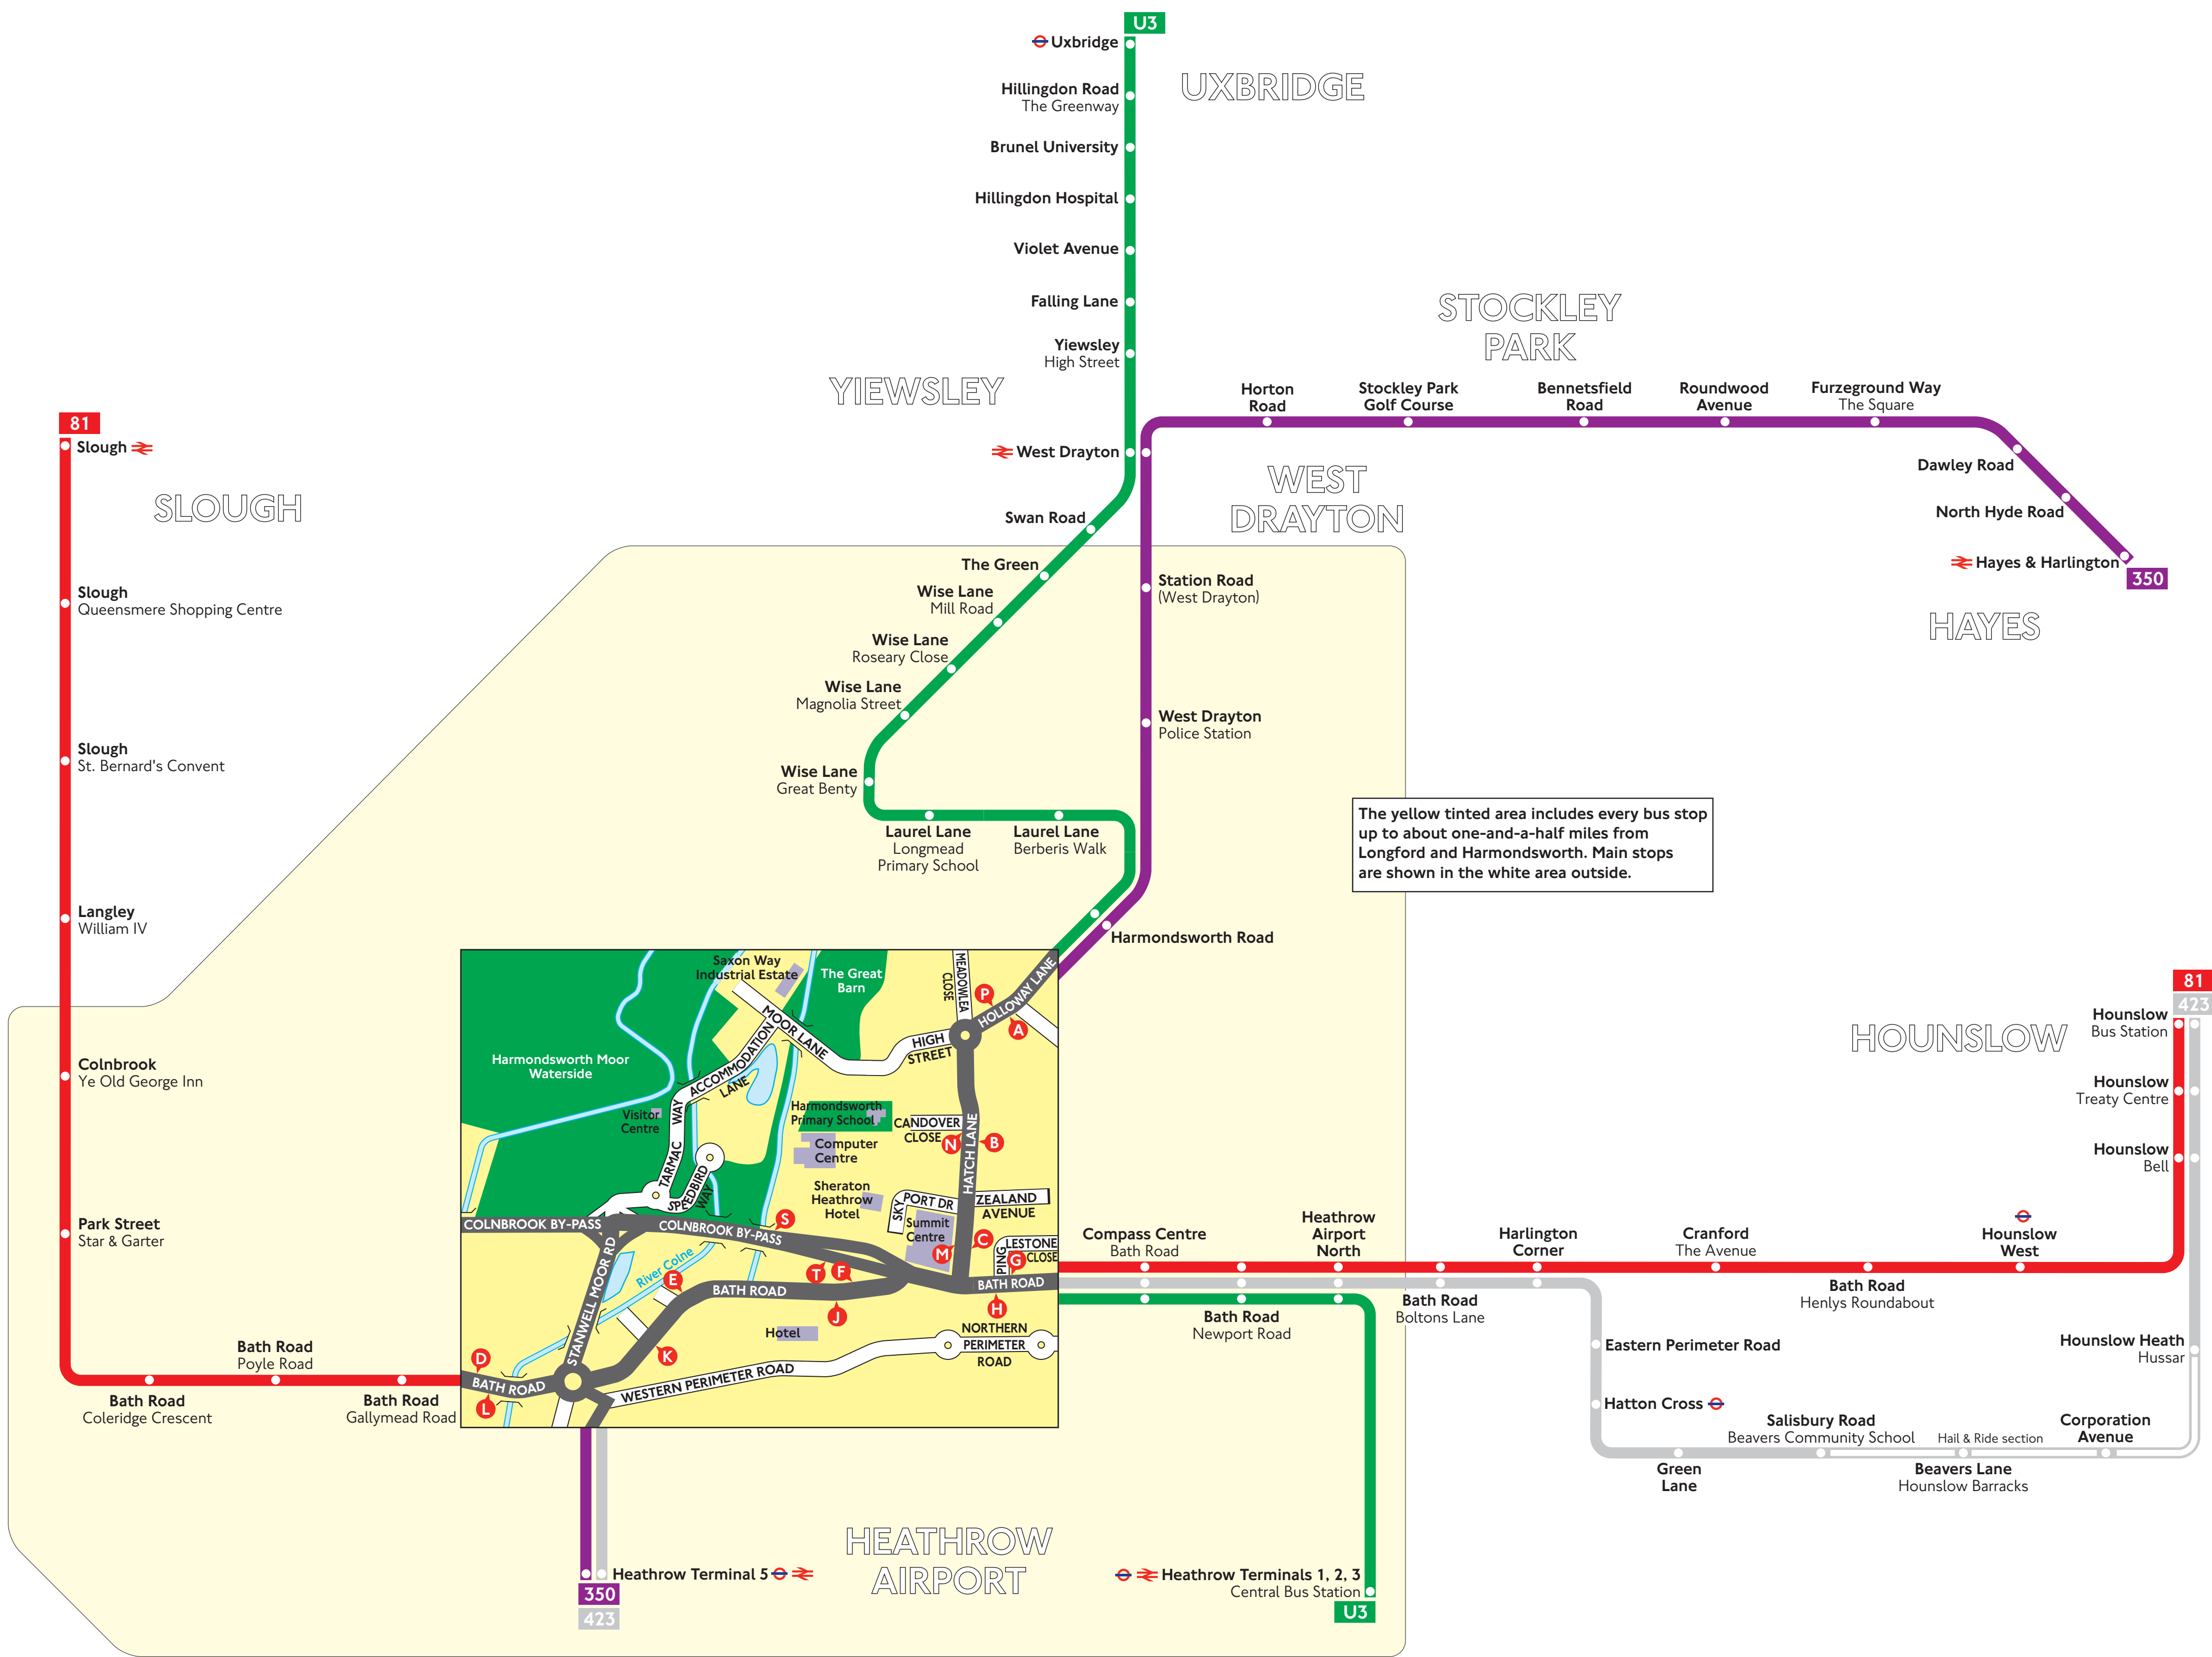 U3
Uxbridge
UXBRIDGE
Hillingdon Road
The Greenway
Brunel University
Hillingdon Hospital
Violet Avenue
Falling Lane
Yiewsley
High Street
YIEWSLEY
West Drayton
STOCKLEY
PARK
Horton
Road
Stockley Park
Golf Course
Bennetsfield
Road
Roundwood
Avenue
Furzeground Way
The Square
Dawley Road
North Hyde Road
Hayes & Harlington
350
HAYES
WEST
DRAYTON
81
Slough
SLOUGH
Slough
Queensmere Shopping Centre
Slough
St. Bernard's Convent
Langley
William IV
Colnbrook
Ye Old George Inn
Park Street
Star & Garter
Bath Road
Coleridge Crescent
Bath Road
Poyle Road
Bath Road
Gallymead Road
Swan Road
The Green
Wise Lane
Mill Road
Wise Lane
Roseary Close
Wise Lane
Magnolia Street
Wise Lane
Great Benty
Laurel Lane
Longmead
Primary School
Laurel Lane
Berberis Walk
Station Road
(West Drayton)
West Drayton
Police Station
Harmondsworth Road
The yellow tinted area includes every bus stop
up to about one-and-a-half miles from
Longford and Harmondsworth. Main stops
are shown in the white area outside.
Saxon Way
Industrial Estate
The Great
Barn
MEADOWLEA
CLOSE
HOLLOWAY LANE
P
A
MOOR LANE
HIGH
STREET
ACCOMMODATION
LANE
Harmondsworth Moor
Waterside
Visitor
Centre
TARMAC WAY
SPEEDBIRD
WAY
Harmondsworth
Primary School
Computer
Centre
CANDOVER
CLOSE
N
B
HATCH LANE
Sheraton
Heathrow
Hotel
SKY
PORT DR
ZEALAND
AVENUE
Summit
Centre
M
C
PING
LESTONE
CLOSE
G
COLNBROOK BY-PASS
COLNBROOK BY-PASS
S
T
F
E
River Colne
STANWELL MOOR RD
BATH ROAD
BATH ROAD
H
J
K
Hotel
NORTHERN
PERIMETER
ROAD
WESTERN PERIMETER ROAD
D
BATH ROAD
L
Compass Centre
Bath Road
Heathrow
Airport
North
Harlington
Corner
Cranford
The Avenue
Hounslow
West
Bath Road
Newport Road
Bath Road
Boltons Lane
Bath Road
Henlys Roundabout
81
423
HOUNSLOW
Hounslow
Bus Station
Hounslow
Treaty Centre
Hounslow
Bell
Hounslow Heath
Hussar
Eastern Perimeter Road
Hatton Cross
Green
Lane
Salisbury Road
Beavers Community School
Hail & Ride section
Beavers Lane
Hounslow Barracks
Corporation
Avenue
HEATHROW
AIRPORT
Heathrow Terminal 5
350
423
Heathrow Terminals 1, 2, 3
Central Bus Station
U3